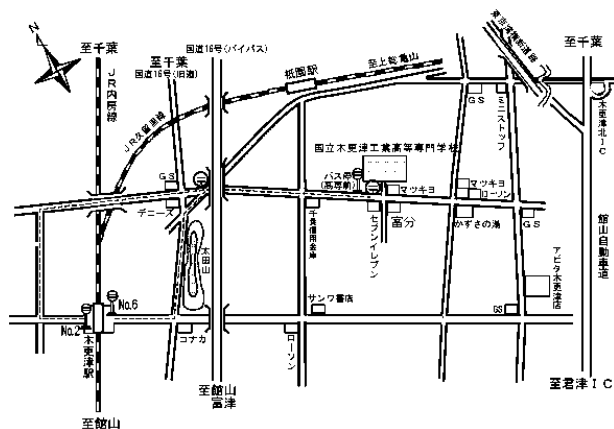 N
至千葉
JR内房線
至千葉
国道16号(旧道)
国道16号(バイパス)
JR久留里線
祇園駅
至上総亀山
東京湾横断道路
至千葉
木更津北IC
GS
ミニストップ
国立木更津工業高等専門学校
バス停
(高専前)
GS
デニーズ
マツキヨ
マツキヨ
ローソン
千葉信用金庫
セブンイレブン
富分
かずさの湯
GS
館山自動車道
太田山
アピタ木更津店
No.2
No.6
木更津駅
コナカ
ローソン
サンワ書店
GS
至館山
至館山
富津
至君津IC